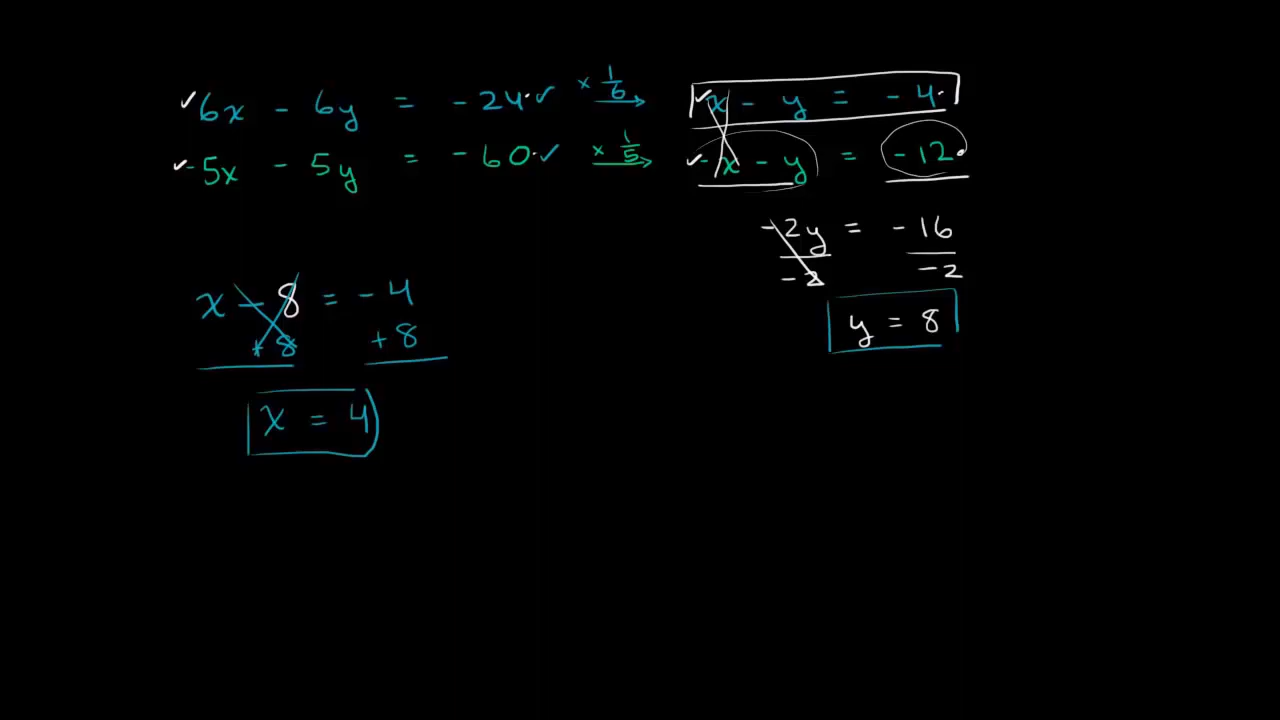 6x - 6y = -24 × 1/6 x - y = -4
-5x - 5y = -60 × 1/5 -x - y = -12
-2y = -16
-2 -2
y = 8
x - 8 = -4
+8 +8
x = 4